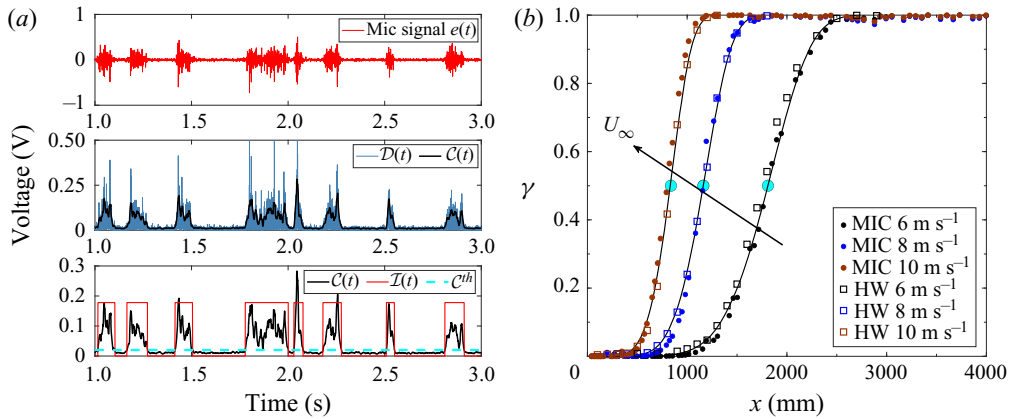 (a)
Mic signal e(t)
1
0
−1
1.0 1.5 2.0 2.5 3.0
Voltage (V)
𝒟(t) 𝒞(t)
0.50
0.25
0
1.0 1.5 2.0 2.5 3.0
𝒞(t) ℐ(t) 𝒞ᵗʰ
0.3
0.2
0.1
0
1.0 1.5 2.0 2.5 3.0
Time (s)
(b)
1.0
0.8
0.6
0.4
0.2
0
γ
U∞
MIC 6 m s⁻¹
MIC 8 m s⁻¹
MIC 10 m s⁻¹
HW 6 m s⁻¹
HW 8 m s⁻¹
HW 10 m s⁻¹
1000 2000 3000 4000
x (mm)